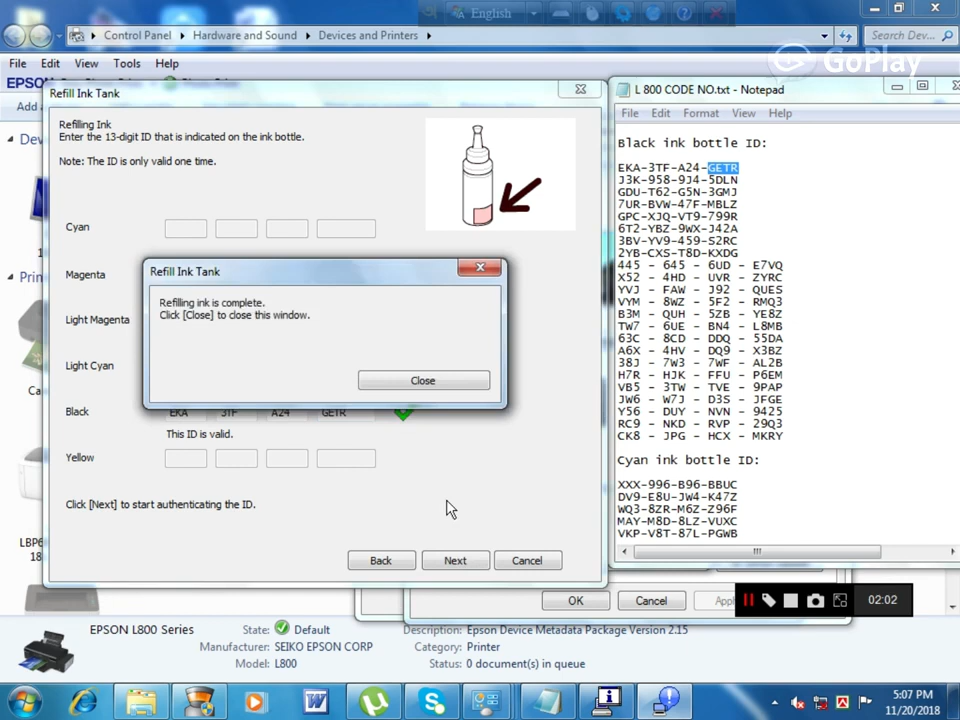 English
Control Panel
Hardware and Sound
Devices and Printers
Search Dev...
File Edit View Tools Help
GoPlay
EPSON
Add
Refill Ink Tank
Refilling Ink
Enter the 13-digit ID that is indicated on the ink bottle.
Note: The ID is only valid one time.
Cyan
Magenta
Light Magenta
Light Cyan
Black
EKA 3TF A24 GETR
This ID is valid.
Yellow
Click [Next] to start authenticating the ID.
Back Next Cancel
Refill Ink Tank
Refilling ink is complete.
Click [Close] to close this window.
Close
L 800 CODE NO.txt - Notepad
File Edit Format View Help
Black ink bottle ID:
EKA-3TF-A24-GETR
J3K-958-9J4-5DLN
GDU-T62-G5N-3GMJ
7UR-BVW-47F-MBLZ
GPC-XJQ-VT9-799R
6T2-YBZ-9WX-J42A
3BV-YV9-459-S2RC
2YB-CXS-T8D-KXDG
445 - 645 - 6UD - E7VQ
X52 - 4HD - UVR - ZYRC
YVJ - FAW - J92 - QUES
VYM - 8WZ - 5F2 - RMQ3
B3M - QUH - 5ZB - YE8Z
TW7 - 6UE - BN4 - L8MB
63C - 8CD - DDQ - 55DA
A6X - 4HV - DQ9 - X3BZ
38J - 7W3 - 7WF - AL2B
H7R - HJK - FFU - P6EM
VB5 - 3TW - TVE - 9PAP
JW6 - W7J - D3S - JFGE
Y56 - DUY - NVN - 9425
RC9 - NKD - RVP - 29Q3
CK8 - JPG - HCX - MKRY
Cyan ink bottle ID:
XXX-996-B96-BBUC
DV9-E8U-JW4-K47Z
WQ3-8ZR-M6Z-Z96F
MAY-M8D-8LZ-VUXC
VKP-V8T-87L-PGWB
OK Cancel
02:02
Dev
Prin
Ca
LBP6
18
EPSON L800 Series
State: Default
Manufacturer: SEIKO EPSON CORP
Model: L800
Description: Epson Device Metadata Package Version 2.15
Category: Printer
Status: 0 document(s) in queue
5:07 PM
11/20/2018